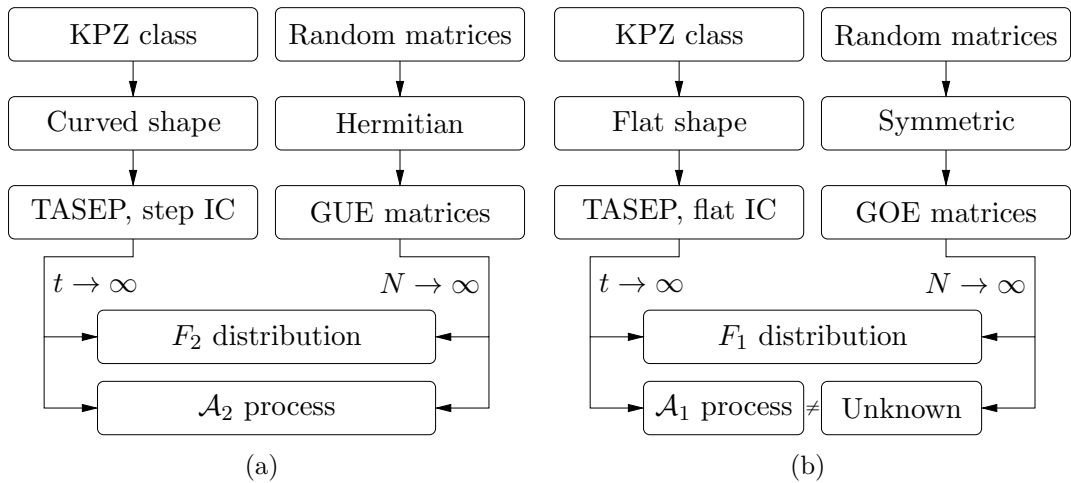 KPZ class
Random matrices
Curved shape
Hermitian
TASEP, step IC
GUE matrices
t → ∞
N → ∞
F₂ distribution
𝒜₂ process
(a)
KPZ class
Random matrices
Flat shape
Symmetric
TASEP, flat IC
GOE matrices
t → ∞
N → ∞
F₁ distribution
𝒜₁ process ≠ Unknown
(b)